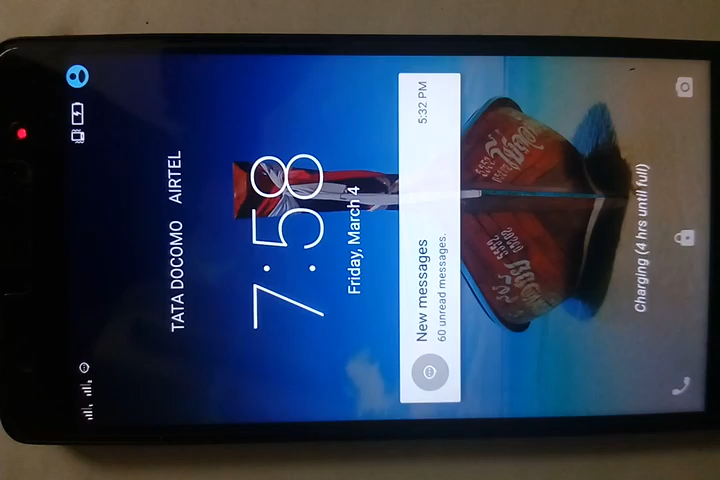 TATA DOCOMO AIRTEL
7:58
Friday, March 4
New messages 5:32 PM
60 unread messages.
Charging (4 hrs until full)